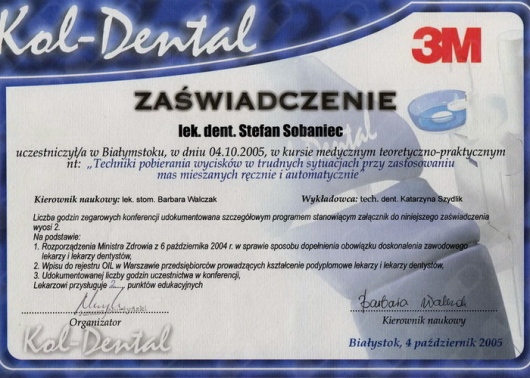 Kol-Dental
3M
ZAŚWIADCZENIE
lek. dent. Stefan Sobaniec
uczestniczył/a w Białymstoku, w dniu 04.10.2005, w kursie medycznym teoretyczno-praktycznym
nt: „Techniki pobierania wycisków w trudnych sytuacjach przy zastosowaniu
mas mieszanych ręcznie i automatycznie"
Kierownik naukowy: lek. stom. Barbara Walczak
Wykładowca: tech. dent. Katarzyna Szydlik
Liczba godzin zegarowych konferencji udokumentowana szczegółowym programem stanowiącym załącznik do niniejszego zaświadczenia
wyosi 2.
Na podstawie:
1. Rozporządzenia Ministra Zdrowia z 6 października 2004 r. w sprawie sposobu dopełnienia obowiązku doskonalenia zawodowego
lekarzy i lekarzy dentystów,
2. Wpisu do rejestru OIL w Warszawie przedsiębiorców prowadzących kształcenie podyplomowe lekarzy i lekarzy dentystów,
3. Udokumentowanej liczby godzin uczestnictwa w konferencji,
Lekarzowi przysługuje 2 punktów edukacyjnych
Barbara Walczak
Organizator
Kierownik naukowy
Kol-Dental
Białystok, 4 październik 2005